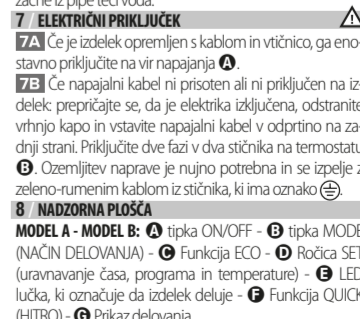 začne iz pipe teči voda.
7 / ELEKTRIČNI PRIKLJUČEK
7A Če je izdelek opremljen s kablom in vtičnico, ga eno-
stavno priključite na vir napajanja A.
7B Če napajalni kabel ni prisoten ali ni priključen na iz-
delek: prepričajte se, da je elektrika izključena, odstranite
vrhnjo kapo in vstavite napajalni kabel v odprtino na za-
dnji strani. Priključite dve fazi v dva stičnika na termostatu
B. Ozemljitev naprave je nujno potrebna in se izpelje z
zeleno-rumenim kablom iz stičnika, ki ima oznako ⏚.
8 / NADZORNA PLOŠČA
MODEL A - MODEL B: A tipka ON/OFF - B tipka MODE
(NAČIN DELOVANJA) - C Funkcija ECO - D Ročica SET
(uravnavanje časa, programa in temperature) - E LED
lučka, ki označuje da izdelek deluje - F Funkcija QUICK
(HITRO) - G Prikaz delovanja